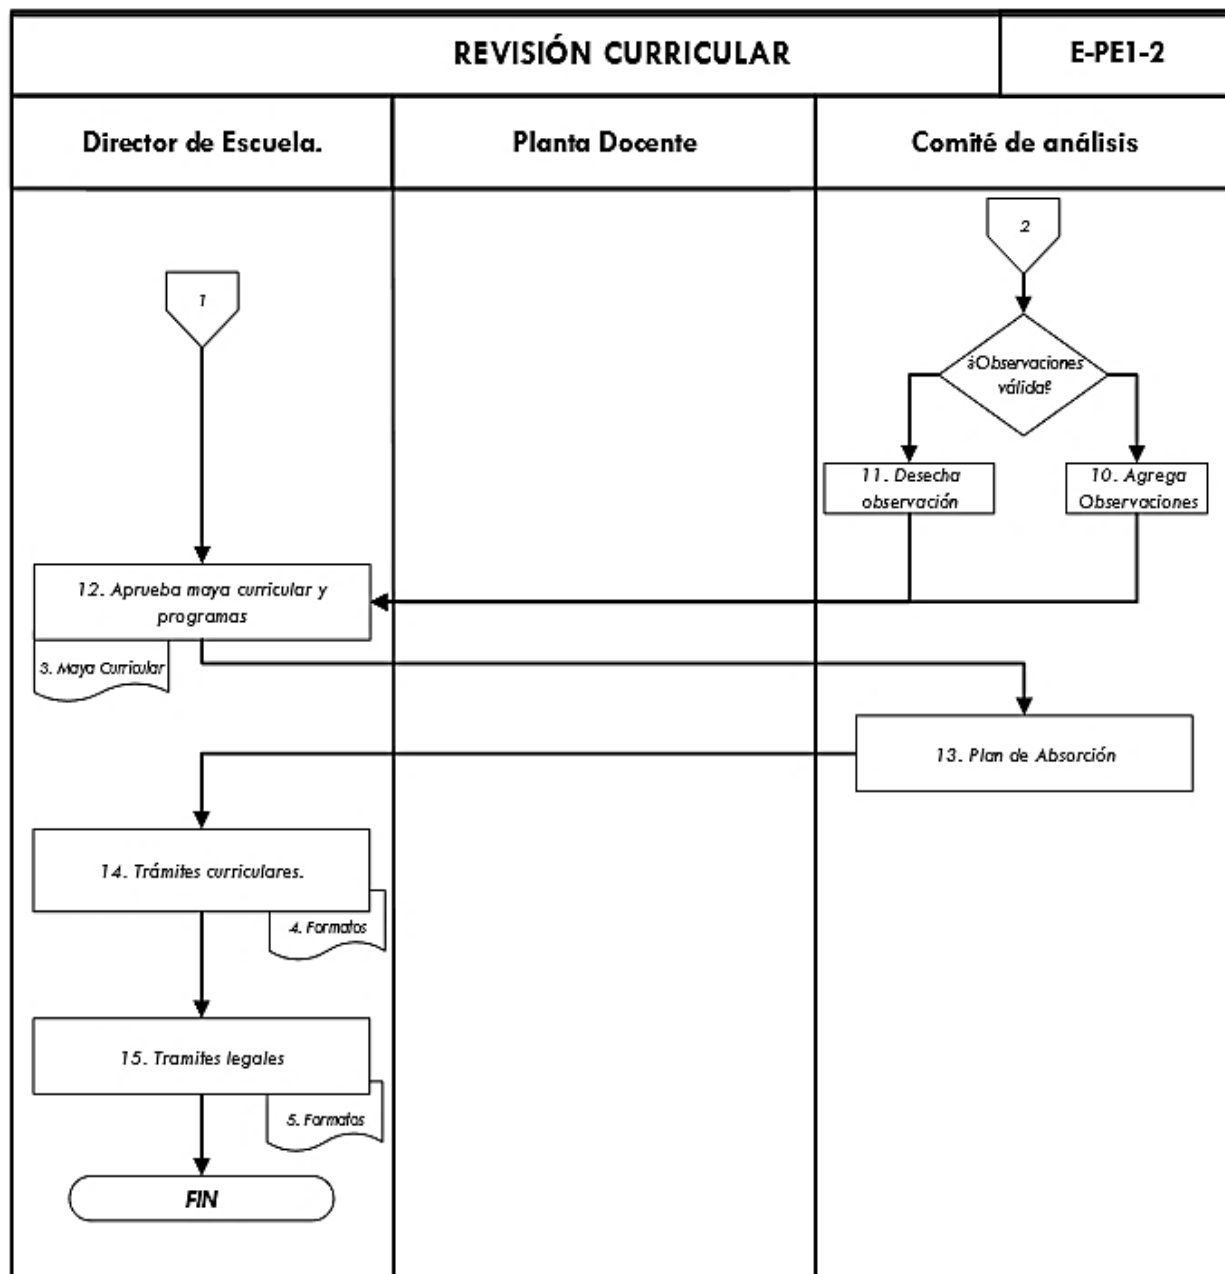 REVISIÓN CURRICULAR
E-PE1-2
Director de Escuela.
Planta Docente
Comité de análisis
2
1
¿Observaciones
válida?
11. Desecha
observación
10. Agrega
Observaciones
12. Aprueba maya curricular y
programas
3. Maya Curricular
13. Plan de Absorción
14. Trámites curriculares.
4. Formatos
15. Tramites legales
5. Formatos
FIN